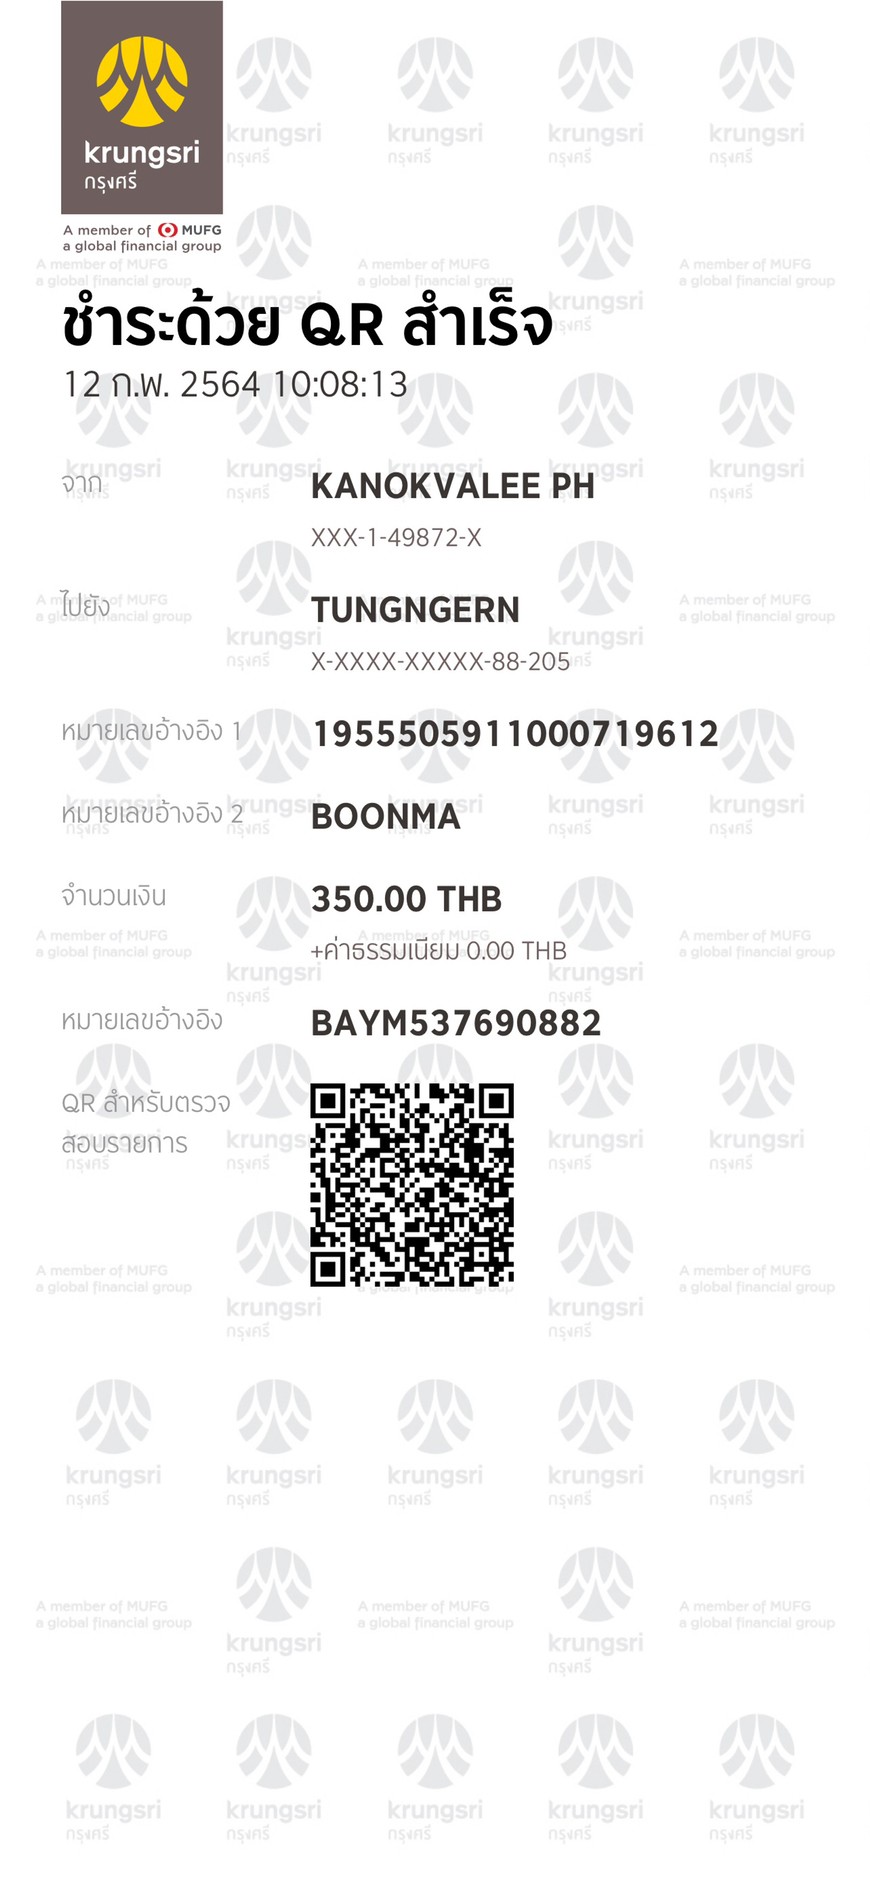 krungsri
กรุงศรี
A member of MUFG
a global financial group
ชำระด้วย QR สำเร็จ
12 ก.พ. 2564 10:08:13
จาก
KANOKVALEE PH
XXX-1-49872-X
ไปยัง
TUNGNGERN
X-XXXX-XXXXX-88-205
หมายเลขอ้างอิง 1
1955505911000719612
หมายเลขอ้างอิง 2
BOONMA
จำนวนเงิน
350.00 THB
+ค่าธรรมเนียม 0.00 THB
หมายเลขอ้างอิง
BAYM537690882
QR สำหรับตรวจ
สอบรายการ